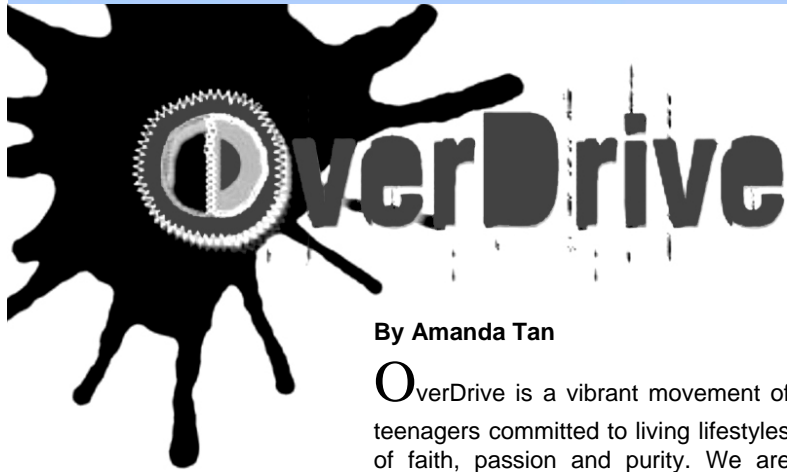 OverDrive
By Amanda Tan
OverDrive is a vibrant movement of
teenagers committed to living lifestyles
of faith, passion and purity. We are